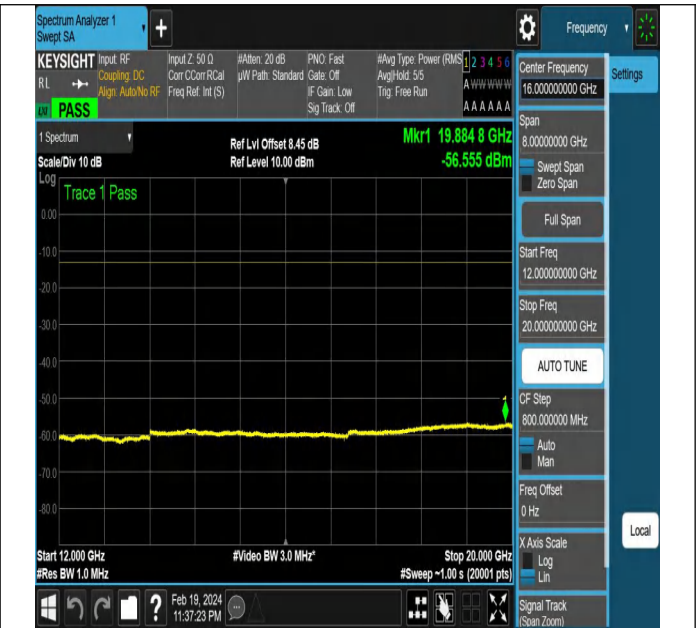 Spectrum Analyzer 1
Swept SA
+
Frequency
KEYSIGHT
RL
PASS
Input: RF
Coupling: DC
Align: Auto/No RF
Input Z: 50 Ω
Corr CCorr RCal
Freq Ref: Int (S)
#Atten: 20 dB
µW Path: Standard
PNO: Fast
Gate: Off
IF Gain: Low
Sig Track: Off
#Avg Type: Power (RMS
Avg|Hold: 5/5
Trig: Free Run
1 2 3 4 5 6
A W W W W W
A A A A A A
1 Spectrum
Scale/Div 10 dB
Ref Lvl Offset 8.45 dB
Ref Level 10.00 dBm
Mkr1 19.884 8 GHz
-56.555 dBm
Log
Trace 1 Pass
0.00
-10.0
-20.0
-30.0
-40.0
-50.0
-60.0
-70.0
-80.0
1
Start 12.000 GHz
#Res BW 1.0 MHz
#Video BW 3.0 MHz*
Stop 20.000 GHz
#Sweep ~1.00 s (20001 pts)
Center Frequency
16.000000000 GHz
Settings
Span
8.00000000 GHz
Swept Span
Zero Span
Full Span
Start Freq
12.000000000 GHz
Stop Freq
20.000000000 GHz
AUTO TUNE
CF Step
800.000000 MHz
Auto
Man
Freq Offset
0 Hz
X Axis Scale
Log
Lin
Signal Track
(Span Zoom)
Local
?
Feb 19, 2024
11:37:23 PM